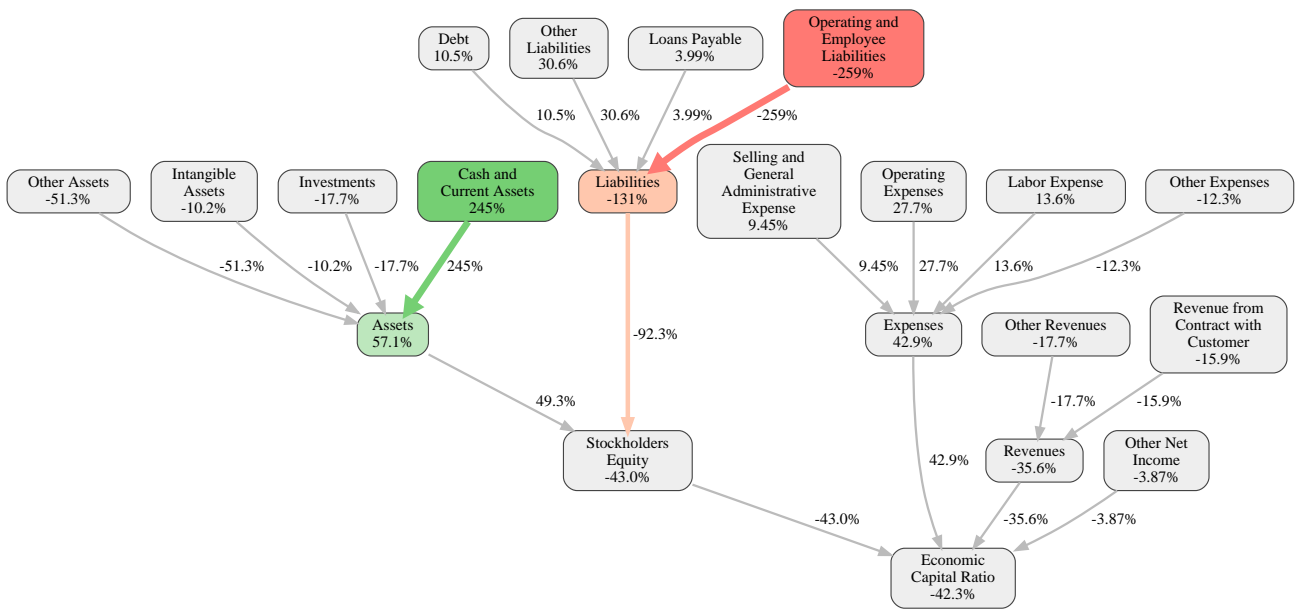 Debt
10.5%
Other
Liabilities
30.6%
Loans Payable
3.99%
Operating and
Employee
Liabilities
-259%
10.5%
30.6%
3.99%
-259%
Other Assets
-51.3%
Intangible
Assets
-10.2%
Investments
-17.7%
Cash and
Current Assets
245%
Liabilities
-131%
Selling and
General
Administrative
Expense
9.45%
Operating
Expenses
27.7%
Labor Expense
13.6%
Other Expenses
-12.3%
-51.3%
-10.2%
-17.7%
245%
9.45%
27.7%
13.6%
-12.3%
Assets
57.1%
-92.3%
Expenses
42.9%
Other Revenues
-17.7%
Revenue from
Contract with
Customer
-15.9%
49.3%
-17.7%
-15.9%
Stockholders
Equity
-43.0%
42.9%
Revenues
-35.6%
Other Net
Income
-3.87%
-43.0%
-35.6%
-3.87%
Economic
Capital Ratio
-42.3%